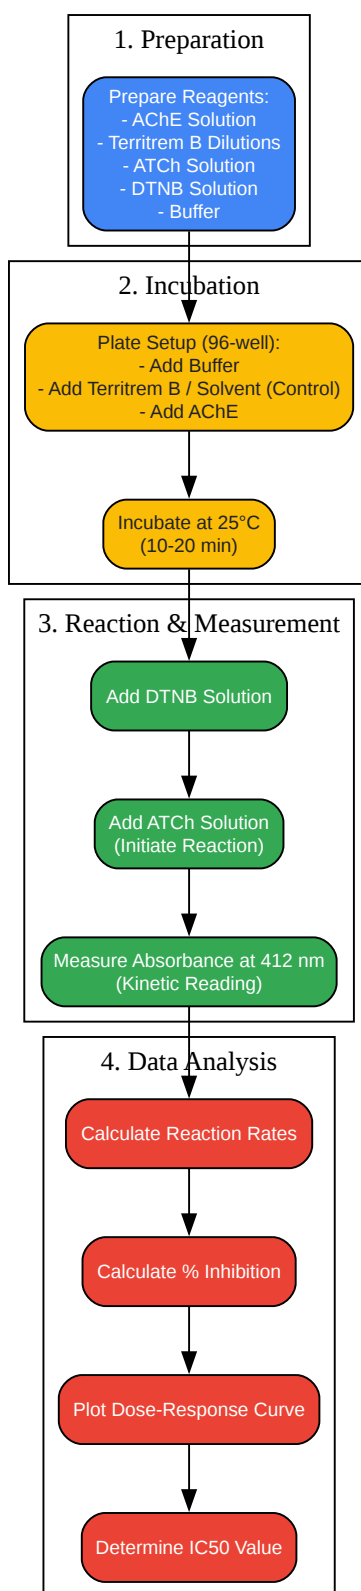 1. Preparation
Prepare Reagents:
- AChE Solution
- Territrem B Dilutions
- ATCh Solution
- DTNB Solution
- Buffer
2. Incubation
Plate Setup (96-well):
- Add Buffer
- Add Territrem B / Solvent (Control)
- Add AChE
Incubate at 25°C
(10-20 min)
3. Reaction & Measurement
Add DTNB Solution
Add ATCh Solution
(Initiate Reaction)
Measure Absorbance at 412 nm
(Kinetic Reading)
4. Data Analysis
Calculate Reaction Rates
Calculate % Inhibition
Plot Dose-Response Curve
Determine IC50 Value